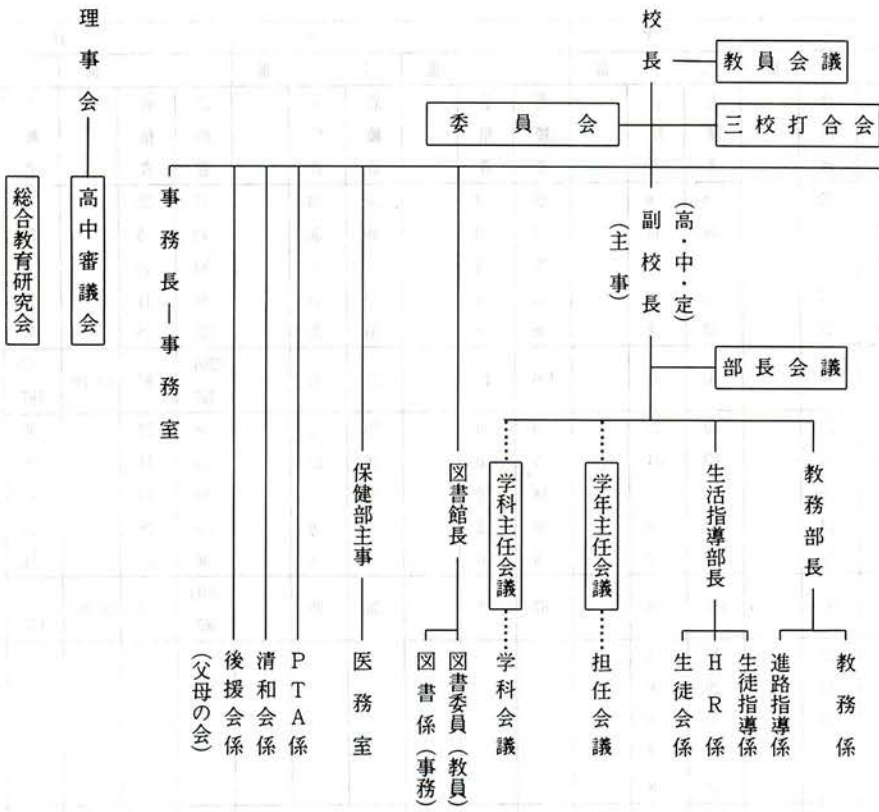 校長
教員会議
三校打合会
委員会
(高・中・定)
副校長
(主事)
部長会議
教務部長
教務係
進路指導係
生活指導部長
生徒指導係
HR係
生徒会係
学年主任会議
担任会議
学科主任会議
学科会議
図書館長
図書委員(教員)
図書係(事務)
保健部主事
医務室
PTA係
清和会係
後援会係
(父母の会)
事務長―事務室
理事会
高中審議会
総合教育研究会